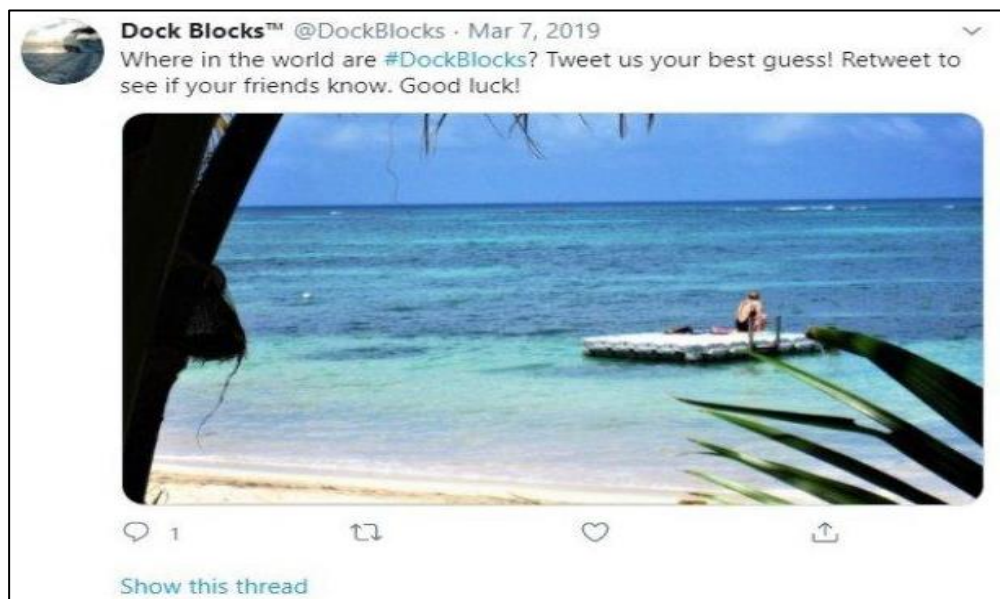 Dock Blocks™ @DockBlocks · Mar 7, 2019
Where in the world are #DockBlocks? Tweet us your best guess! Retweet to
see if your friends know. Good luck!
1
Show this thread